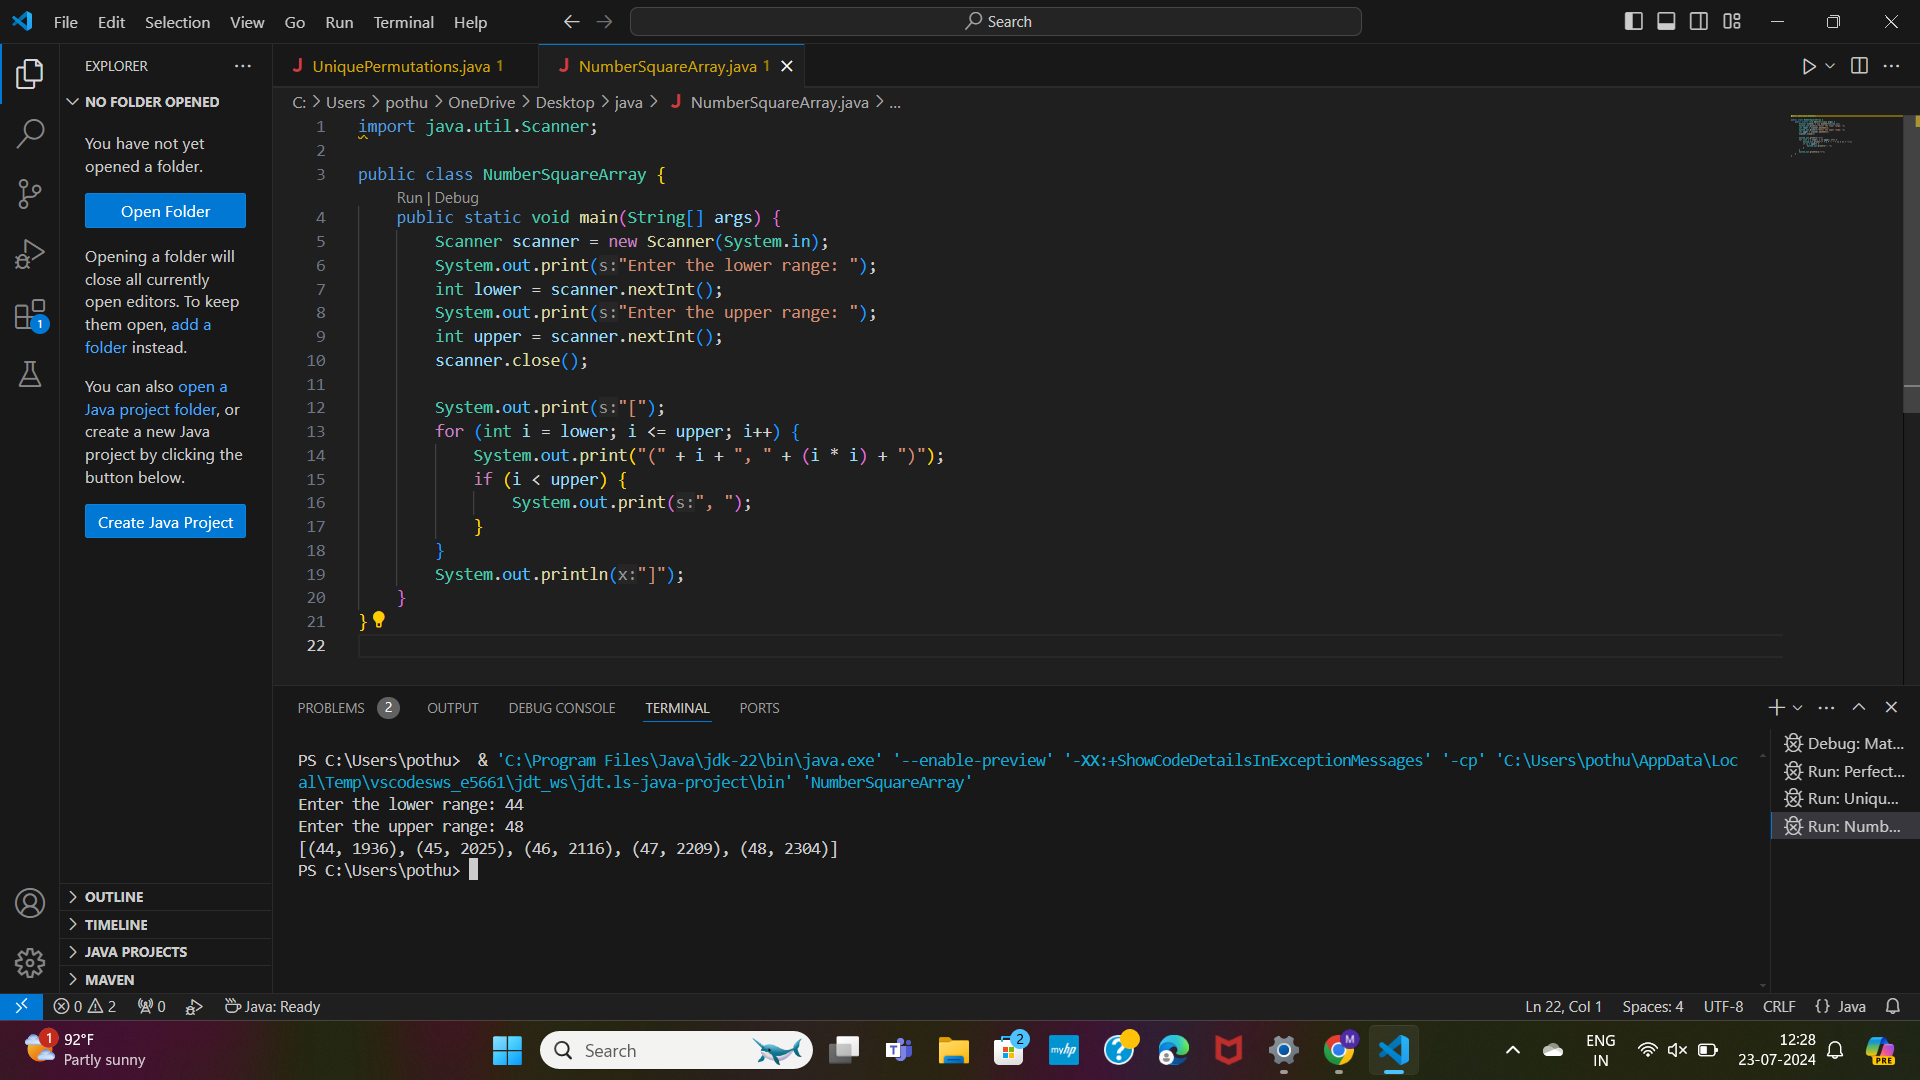 File Edit Selection View Go Run Terminal Help
Search
EXPLORER
NO FOLDER OPENED
You have not yet
opened a folder.
Open Folder
Opening a folder will
close all currently
open editors. To keep
them open, add a
folder instead.
You can also open a
Java project folder, or
create a new Java
project by clicking the
button below.
Create Java Project
OUTLINE
TIMELINE
JAVA PROJECTS
MAVEN
1
J UniquePermutations.java 1
J NumberSquareArray.java 1
C: > Users > pothu > OneDrive > Desktop > java > J NumberSquareArray.java > ...
1 import java.util.Scanner;
2
3 public class NumberSquareArray {
Run | Debug
4 public static void main(String[] args) {
5 Scanner scanner = new Scanner(System.in);
6 System.out.print(s:"Enter the lower range: ");
7 int lower = scanner.nextInt();
8 System.out.print(s:"Enter the upper range: ");
9 int upper = scanner.nextInt();
10 scanner.close();
11
12 System.out.print(s:"[");
13 for (int i = lower; i <= upper; i++) {
14 System.out.print("(" + i + ", " + (i * i) + ")");
15 if (i < upper) {
16 System.out.print(s:", ");
17 }
18 }
19 System.out.println(x:"]");
20 }
21 }
22
PROBLEMS 2 OUTPUT DEBUG CONSOLE TERMINAL PORTS
PS C:\Users\pothu> & 'C:\Program Files\Java\jdk-22\bin\java.exe' '--enable-preview' '-XX:+ShowCodeDetailsInExceptionMessages' '-cp' 'C:\Users\pothu\AppData\Loc
al\Temp\vscodesws_e5661\jdt_ws\jdt.ls-java-project\bin' 'NumberSquareArray'
Enter the lower range: 44
Enter the upper range: 48
[(44, 1936), (45, 2025), (46, 2116), (47, 2209), (48, 2304)]
PS C:\Users\pothu>
Debug: Mat...
Run: Perfect...
Run: Uniqu...
Run: Numb...
0 2 0 Java: Ready
Ln 22, Col 1 Spaces: 4 UTF-8 CRLF {} Java
1
92°F
Partly sunny
Search
T
2
myhp
?
M
ENG
IN
12:28
23-07-2024
PRE